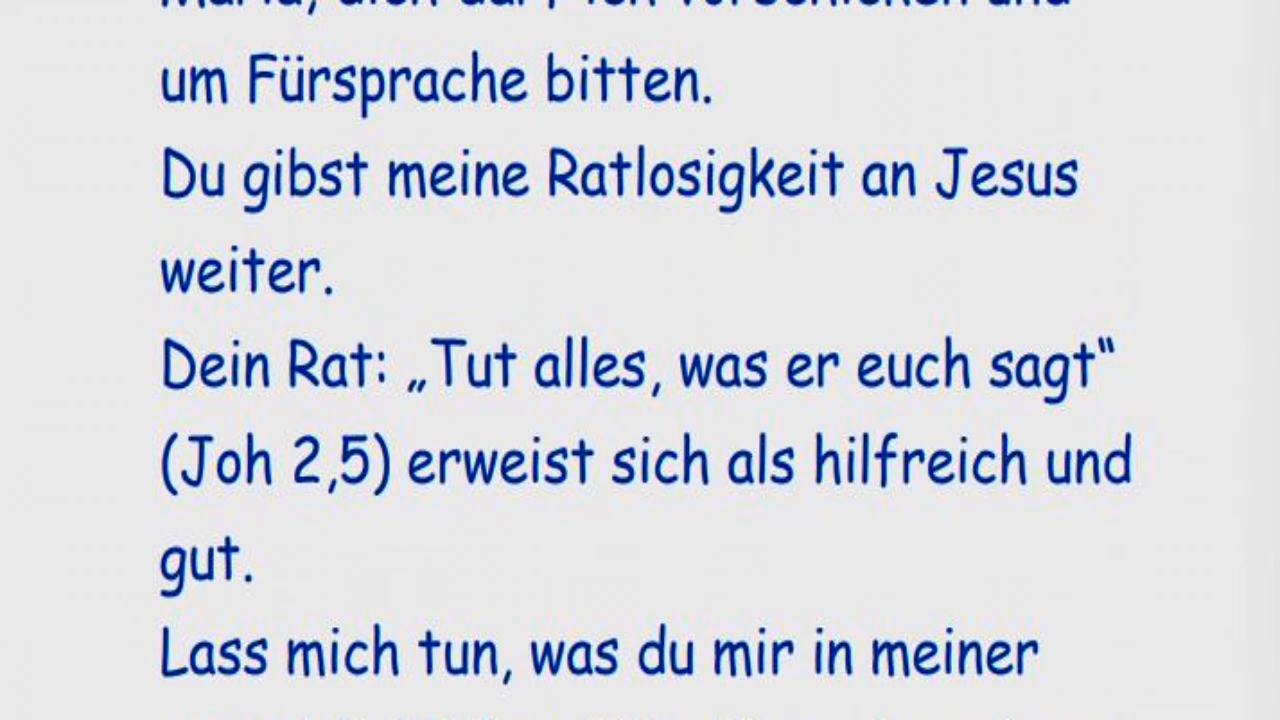 um Fürsprache bitten.
Du gibst meine Ratlosigkeit an Jesus
weiter.
Dein Rat: „Tut alles, was er euch sagt“
(Joh 2,5) erweist sich als hilfreich und
gut.
Lass mich tun, was du mir in meiner